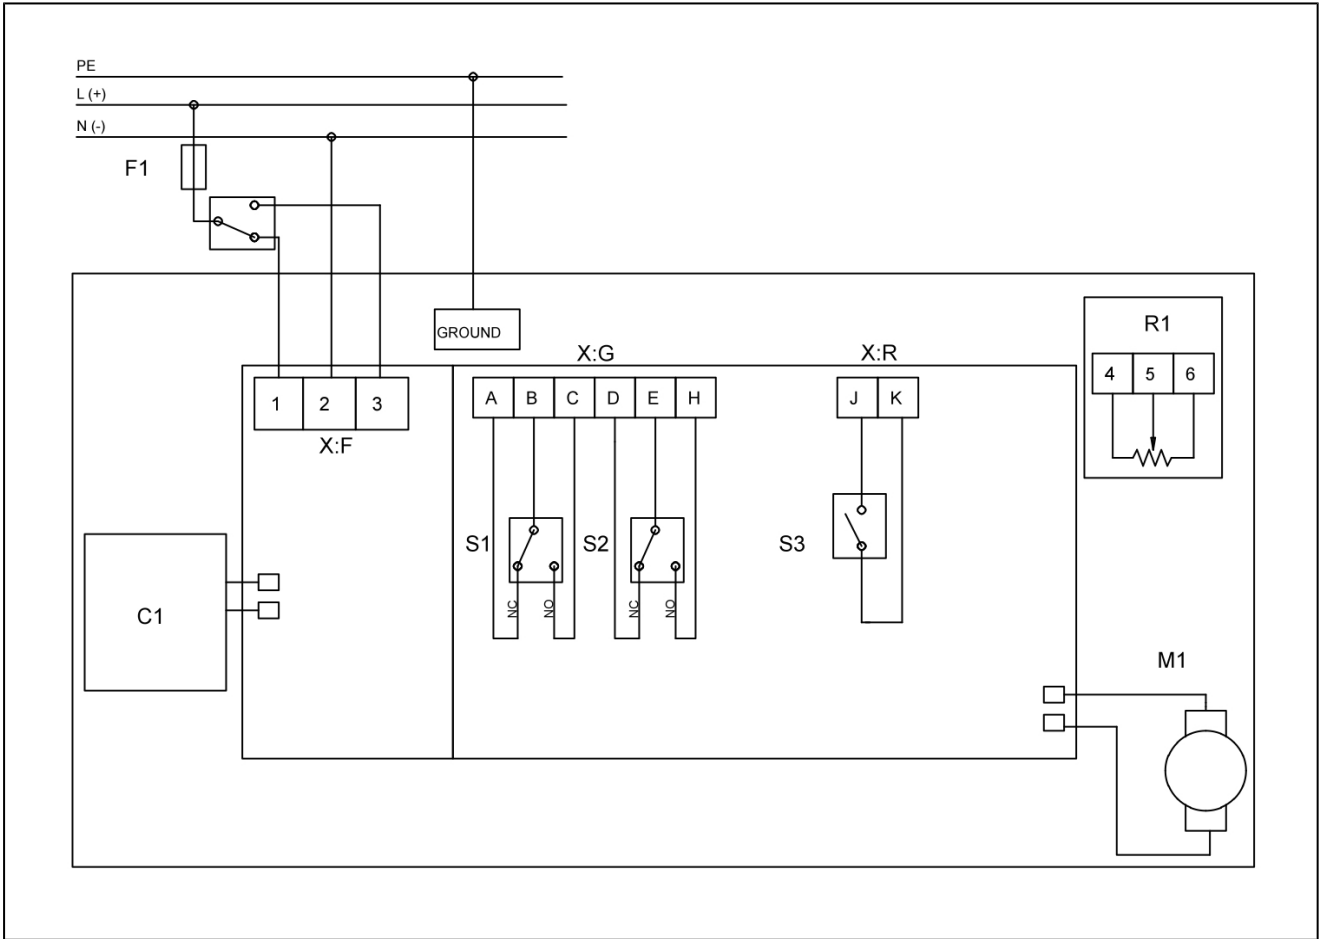 PE
L (+)
N (-)
F1
GROUND
X:G
X:R
R1
4 5 6
1 2 3
A B C D E H
J K
X:F
S1
S2
S3
NC
NO
NC
NO
C1
M1